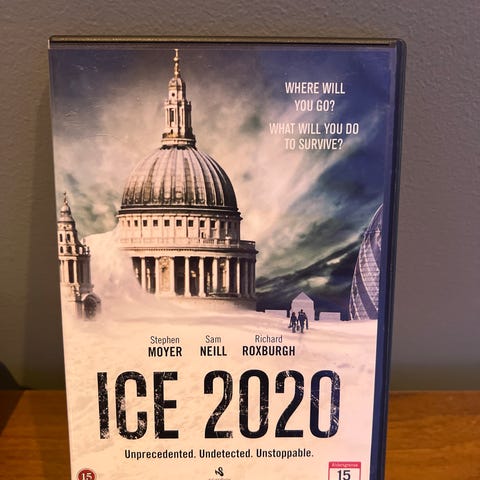 WHERE WILL
YOU GO?
WHAT WILL YOU DO
TO SURVIVE?
Stephen
MOYER
Sam
NEILL
Richard
ROXBURGH
ICE 2020
Unprecedented. Undetected. Unstoppable.
15
Aldersgrense
15